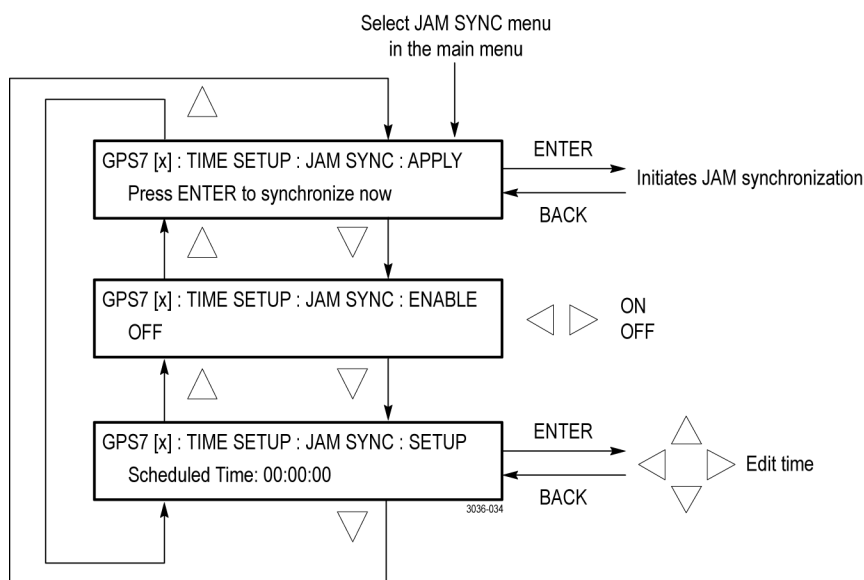 Select JAM SYNC menu
in the main menu
GPS7 [x] : TIME SETUP : JAM SYNC : APPLY
Press ENTER to synchronize now
ENTER
BACK
Initiates JAM synchronization
GPS7 [x] : TIME SETUP : JAM SYNC : ENABLE
OFF
ON
OFF
GPS7 [x] : TIME SETUP : JAM SYNC : SETUP
Scheduled Time: 00:00:00
ENTER
BACK
Edit time
3036-034